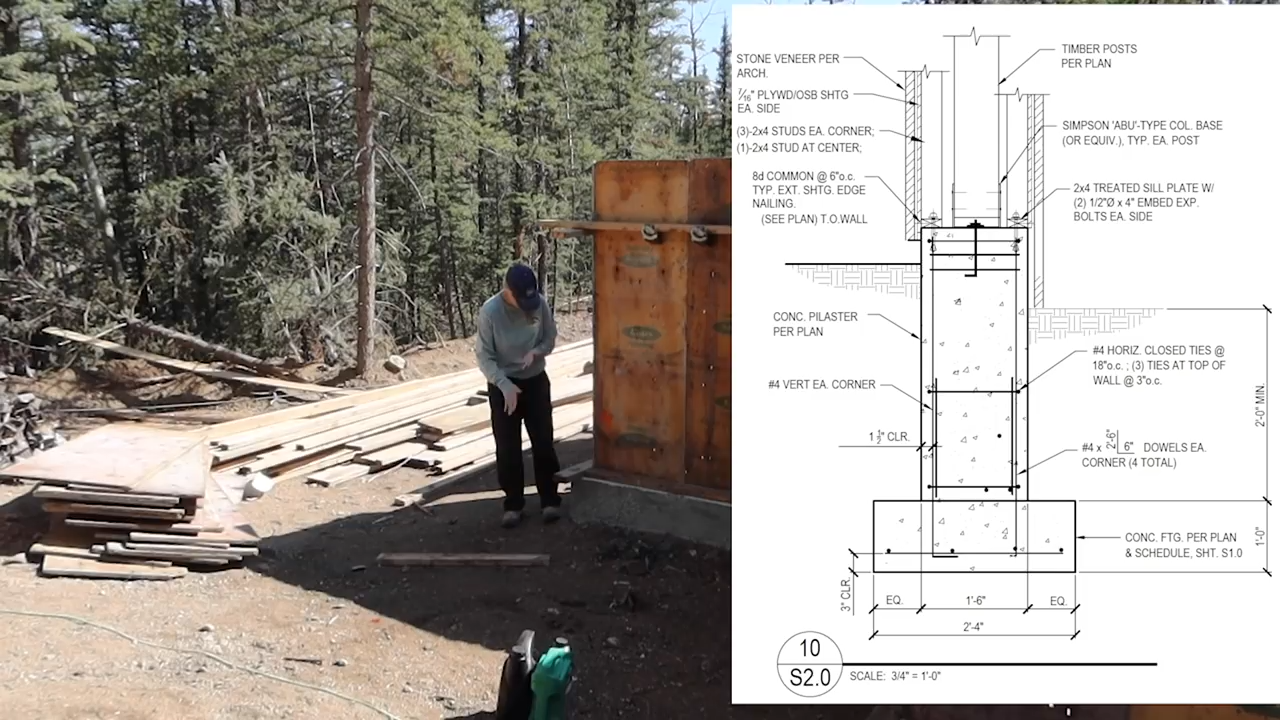 STONE VENEER PER
ARCH.
7/16" PLYWD/OSB SHTG
EA. SIDE
(3)-2x4 STUDS EA. CORNER;
(1)-2x4 STUD AT CENTER;
8d COMMON @ 6"o.c.
TYP. EXT. SHTG. EDGE
NAILING.
(SEE PLAN) T.O.WALL
CONC. PILASTER
PER PLAN
#4 VERT EA. CORNER
1 1/2" CLR.
TIMBER POSTS
PER PLAN
SIMPSON 'ABU'-TYPE COL. BASE
(OR EQUIV.), TYP. EA. POST
2x4 TREATED SILL PLATE W/
(2) 1/2"Ø x 4" EMBED EXP.
BOLTS EA. SIDE
#4 HORIZ. CLOSED TIES @
18"o.c. ; (3) TIES AT TOP OF
WALL @ 3"o.c.
2'-0" MIN.
#4 x 2'-6" 6" DOWELS EA.
CORNER (4 TOTAL)
CONC. FTG. PER PLAN
& SCHEDULE, SHT. S1.0
1'-0"
3" CLR.
EQ. 1'-6" EQ.
2'-4"
10
S2.0
SCALE: 3/4" = 1'-0"